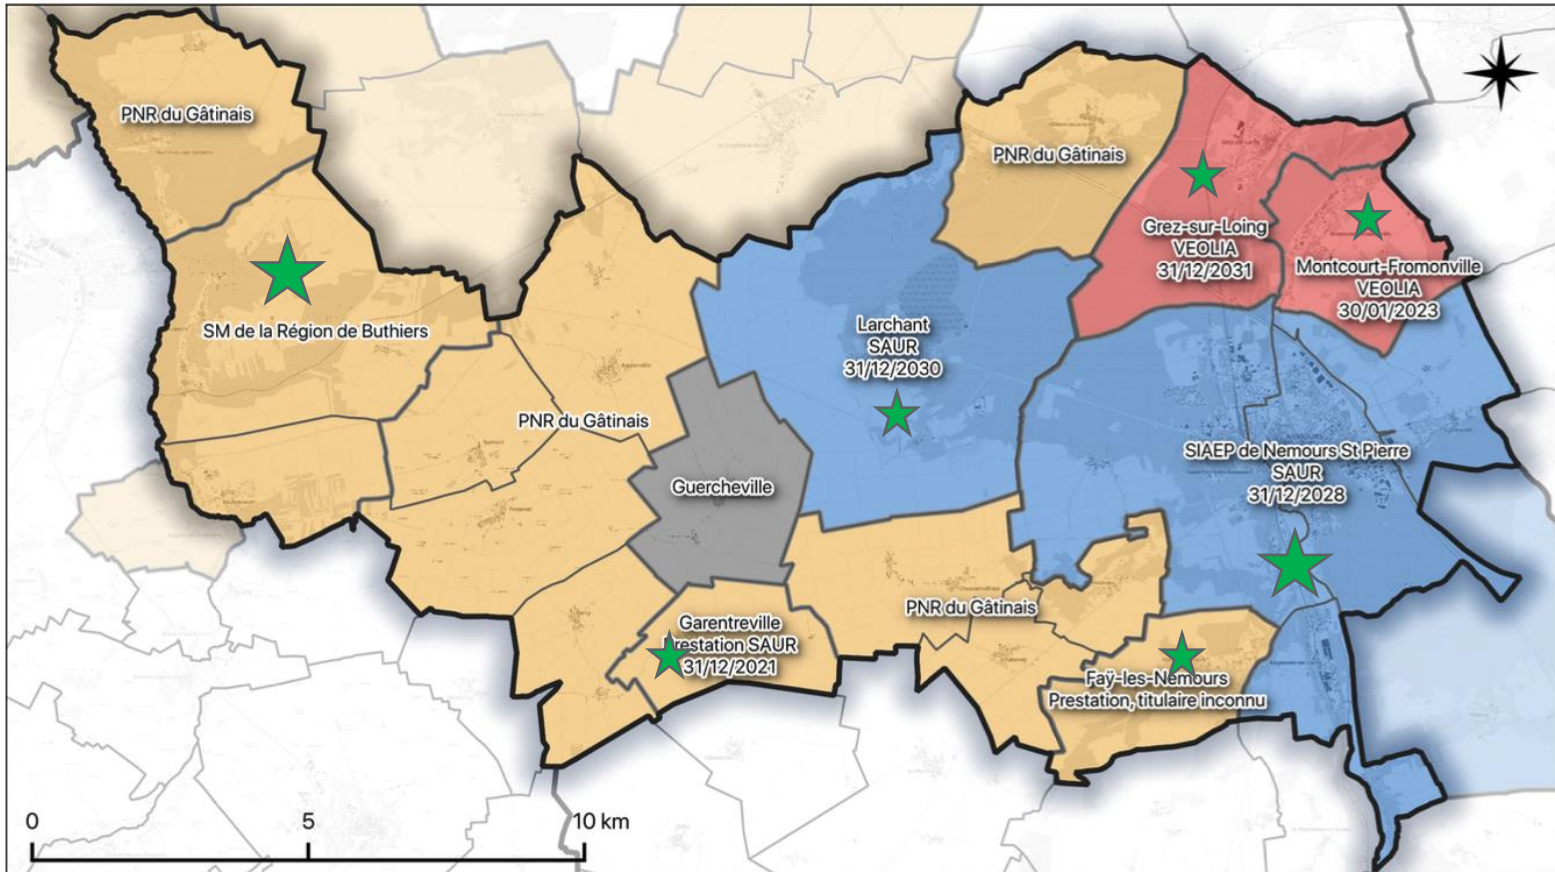 PNR du Gâtinais
PNR du Gâtinais
Grez-sur-Loing
VEOLIA
31/12/2031
Montcourt-Fromonville
VEOLIA
30/01/2023
SM de la Région de Buthiers
Larchant
SAUR
31/12/2030
PNR du Gâtinais
SIAEP de Nemours St Pierre
SAUR
31/12/2028
Guercheville
PNR du Gâtinais
Garentreville
Prestation SAUR
31/12/2021
Faÿ-les-Nemours
Prestation, titulaire inconnu
0 5 10 km